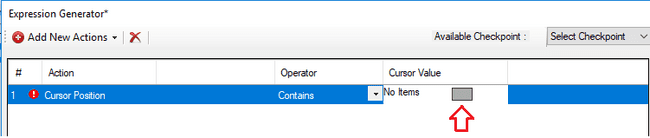 Expression Generator*
Add New Actions Available Checkpoint : Select Checkpoint
# Action Operator Cursor Value
1 Cursor Position Contains No Items